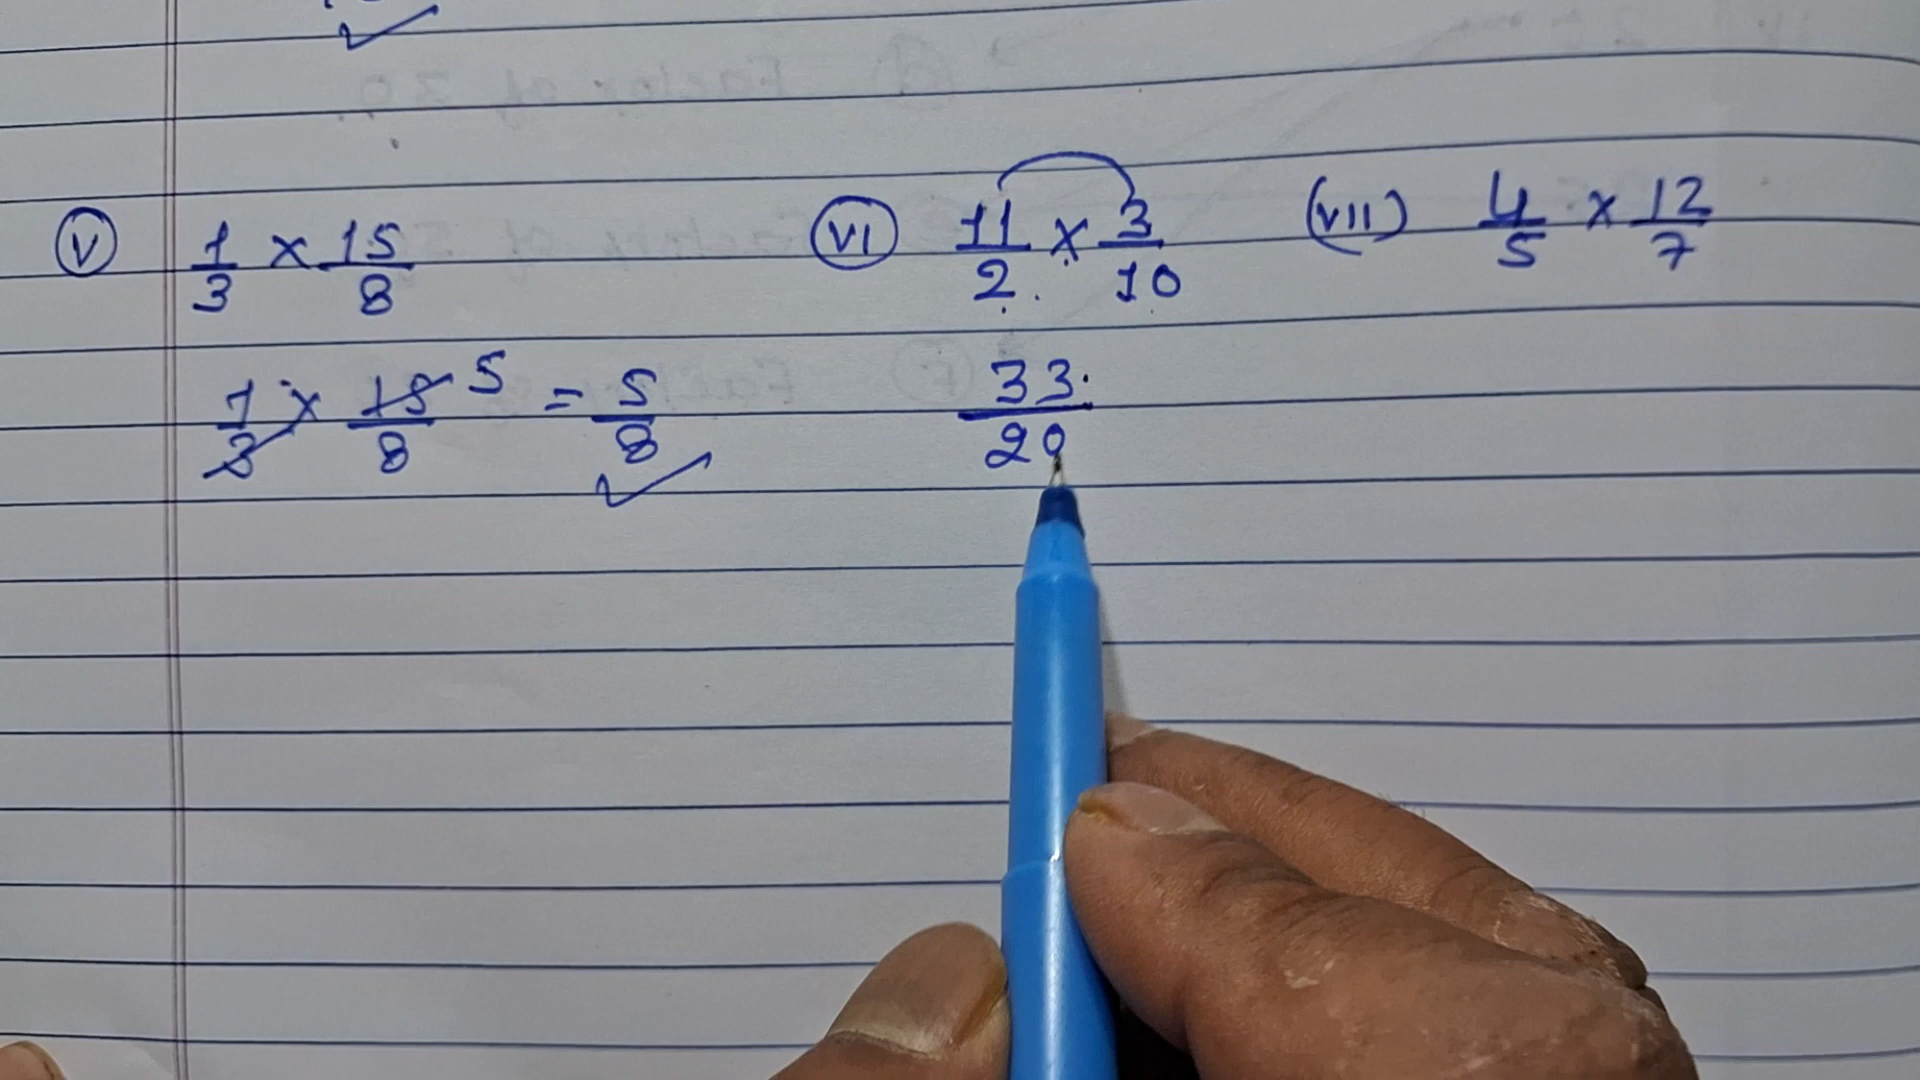 (v) 1/3 × 15/8
1/3 × 15/8 5 = 5/8
(vi) 11/2 × 3/10
33/20
(vii) 4/5 × 12/7